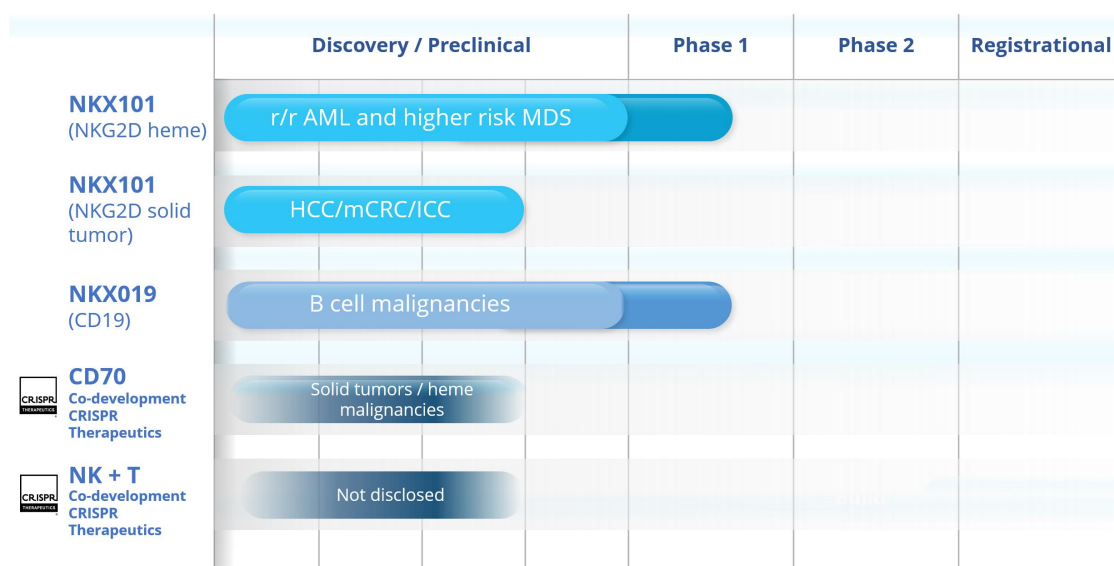 Discovery / Preclinical Phase 1 Phase 2 Registrational
NKX101
(NKG2D heme)
r/r AML and higher risk MDS
NKX101
(NKG2D solid
tumor)
HCC/mCRC/ICC
NKX019
(CD19)
B cell malignancies
CRISPR
THERAPEUTICS
CD70
Co-development
CRISPR
Therapeutics
Solid tumors / heme
malignancies
CRISPR
THERAPEUTICS
NK + T
Co-development
CRISPR
Therapeutics
Not disclosed